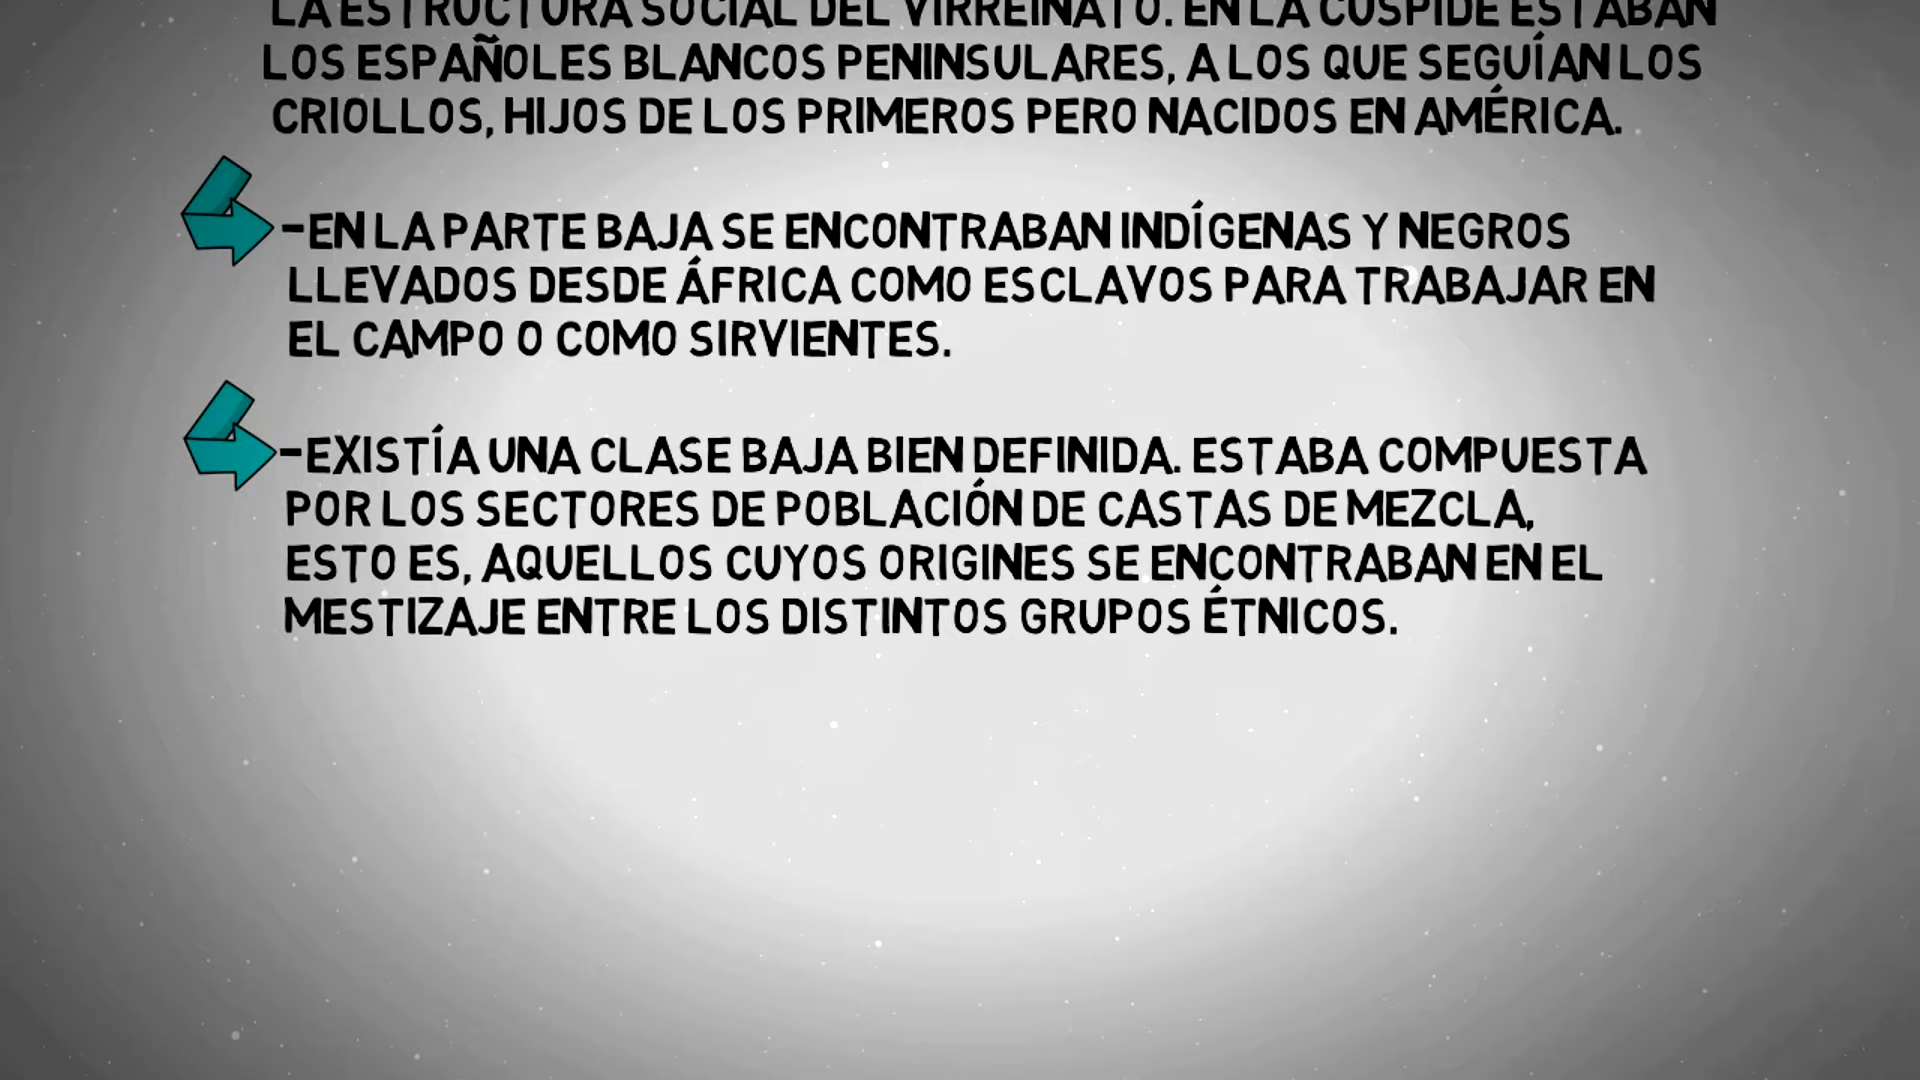 LA ESTRUCTURA SOCIAL DEL VIRREINATO. EN LA CÚSPIDE ESTABAN
LOS ESPAÑOLES BLANCOS PENINSULARES, A LOS QUE SEGUÍAN LOS
CRIOLLOS, HIJOS DE LOS PRIMEROS PERO NACIDOS EN AMÉRICA.
-EN LA PARTE BAJA SE ENCONTRABAN INDÍGENAS Y NEGROS
LLEVADOS DESDE ÁFRICA COMO ESCLAVOS PARA TRABAJAR EN
EL CAMPO O COMO SIRVIENTES.
-EXISTÍA UNA CLASE BAJA BIEN DEFINIDA. ESTABA COMPUESTA
POR LOS SECTORES DE POBLACIÓN DE CASTAS DE MEZCLA,
ESTO ES, AQUELLOS CUYOS ORIGINES SE ENCONTRABAN EN EL
MESTIZAJE ENTRE LOS DISTINTOS GRUPOS ÉTNICOS.